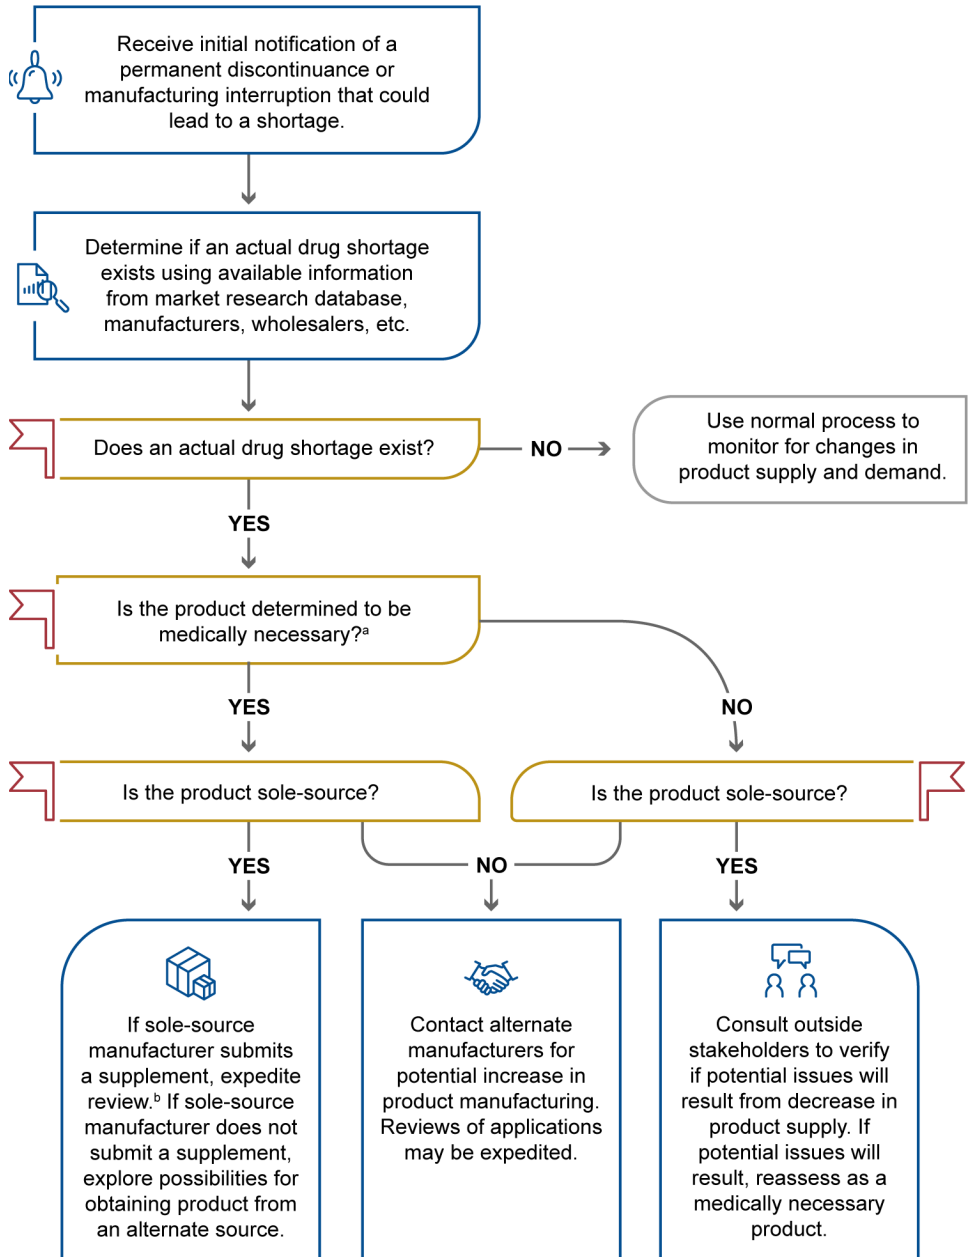 Receive initial notification of a
permanent discontinuance or
manufacturing interruption that could
lead to a shortage.
Determine if an actual drug shortage
exists using available information
from market research database,
manufacturers, wholesalers, etc.
Does an actual drug shortage exist?
NO
Use normal process to
monitor for changes in
product supply and demand.
YES
Is the product determined to be
medically necessary?ᵃ
YES
NO
Is the product sole-source?
Is the product sole-source?
YES
NO
YES
If sole-source
manufacturer submits
a supplement, expedite
review.ᵇ If sole-source
manufacturer does not
submit a supplement,
explore possibilities for
obtaining product from
an alternate source.
Contact alternate
manufacturers for
potential increase in
product manufacturing.
Reviews of applications
may be expedited.
Consult outside
stakeholders to verify
if potential issues will
result from decrease in
product supply. If
potential issues will
result, reassess as a
medically necessary
product.